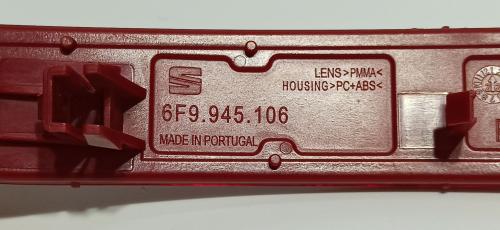 LENS>PMMA<
HOUSING>PC+ABS<
6F9.945.106
MADE IN PORTUGAL